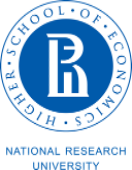 HIGHER • SCHOOL • OF • ECONOMICS •
NATIONAL RESEARCH
UNIVERSITY